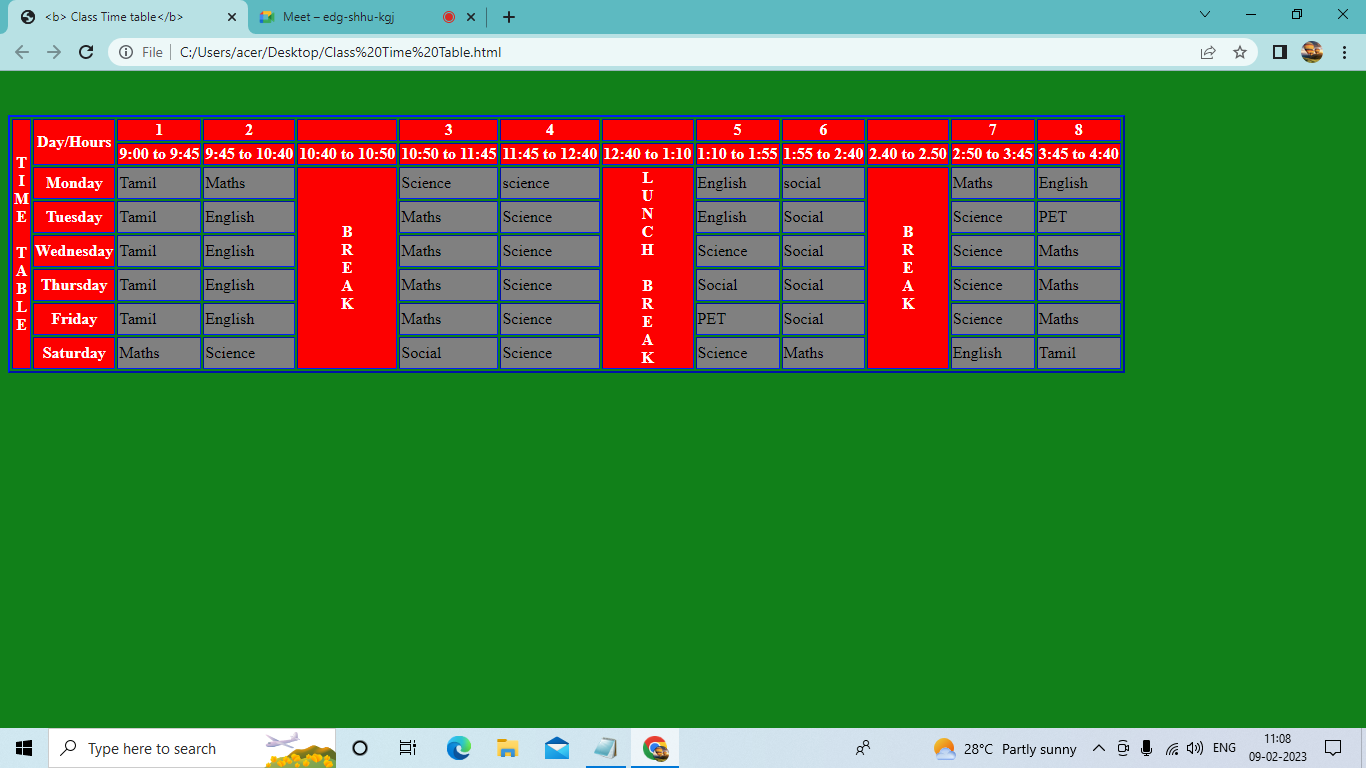 <b> Class Time table</b>
Meet – edg-shhu-kgj
File C:/Users/acer/Desktop/Class%20Time%20Table.html
TIME TABLE
Day/Hours 1 2 3 4 5 6 7 8
9:00 to 9:45 9:45 to 10:40 10:40 to 10:50 10:50 to 11:45 11:45 to 12:40 12:40 to 1:10 1:10 to 1:55 1:55 to 2:40 2.40 to 2.50 2:50 to 3:45 3:45 to 4:40
BREAK
LUNCH BREAK
BREAK
Monday Tamil Maths Science science English social Maths English
Tuesday Tamil English Maths Science English Social Science PET
Wednesday Tamil English Maths Science Science Social Science Maths
Thursday Tamil English Maths Science Social Social Science Maths
Friday Tamil English Maths Science PET Social Science Maths
Saturday Maths Science Social Science Science Maths English Tamil
Type here to search
28°C Partly sunny
ENG
11:08
09-02-2023